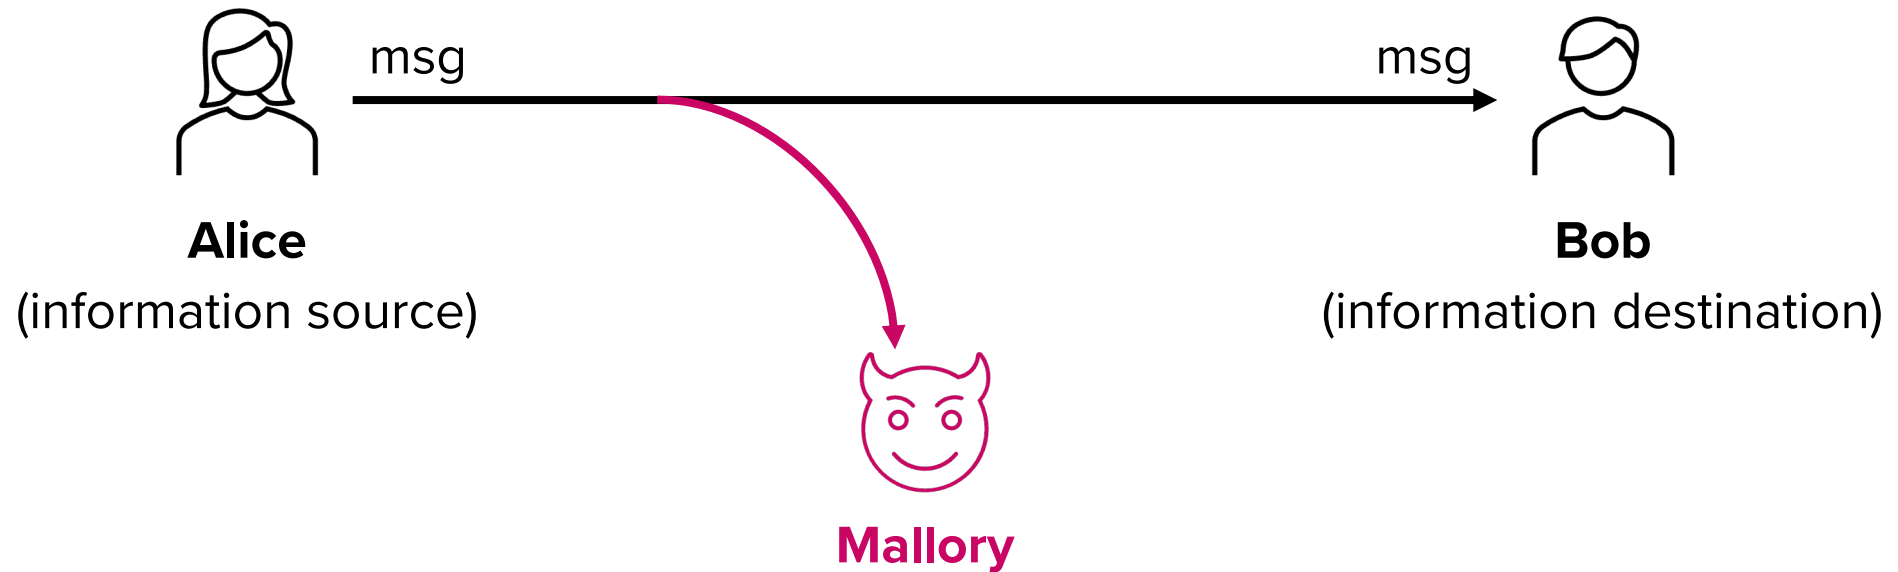 msg
msg
Alice
(information source)
Bob
(information destination)
Mallory